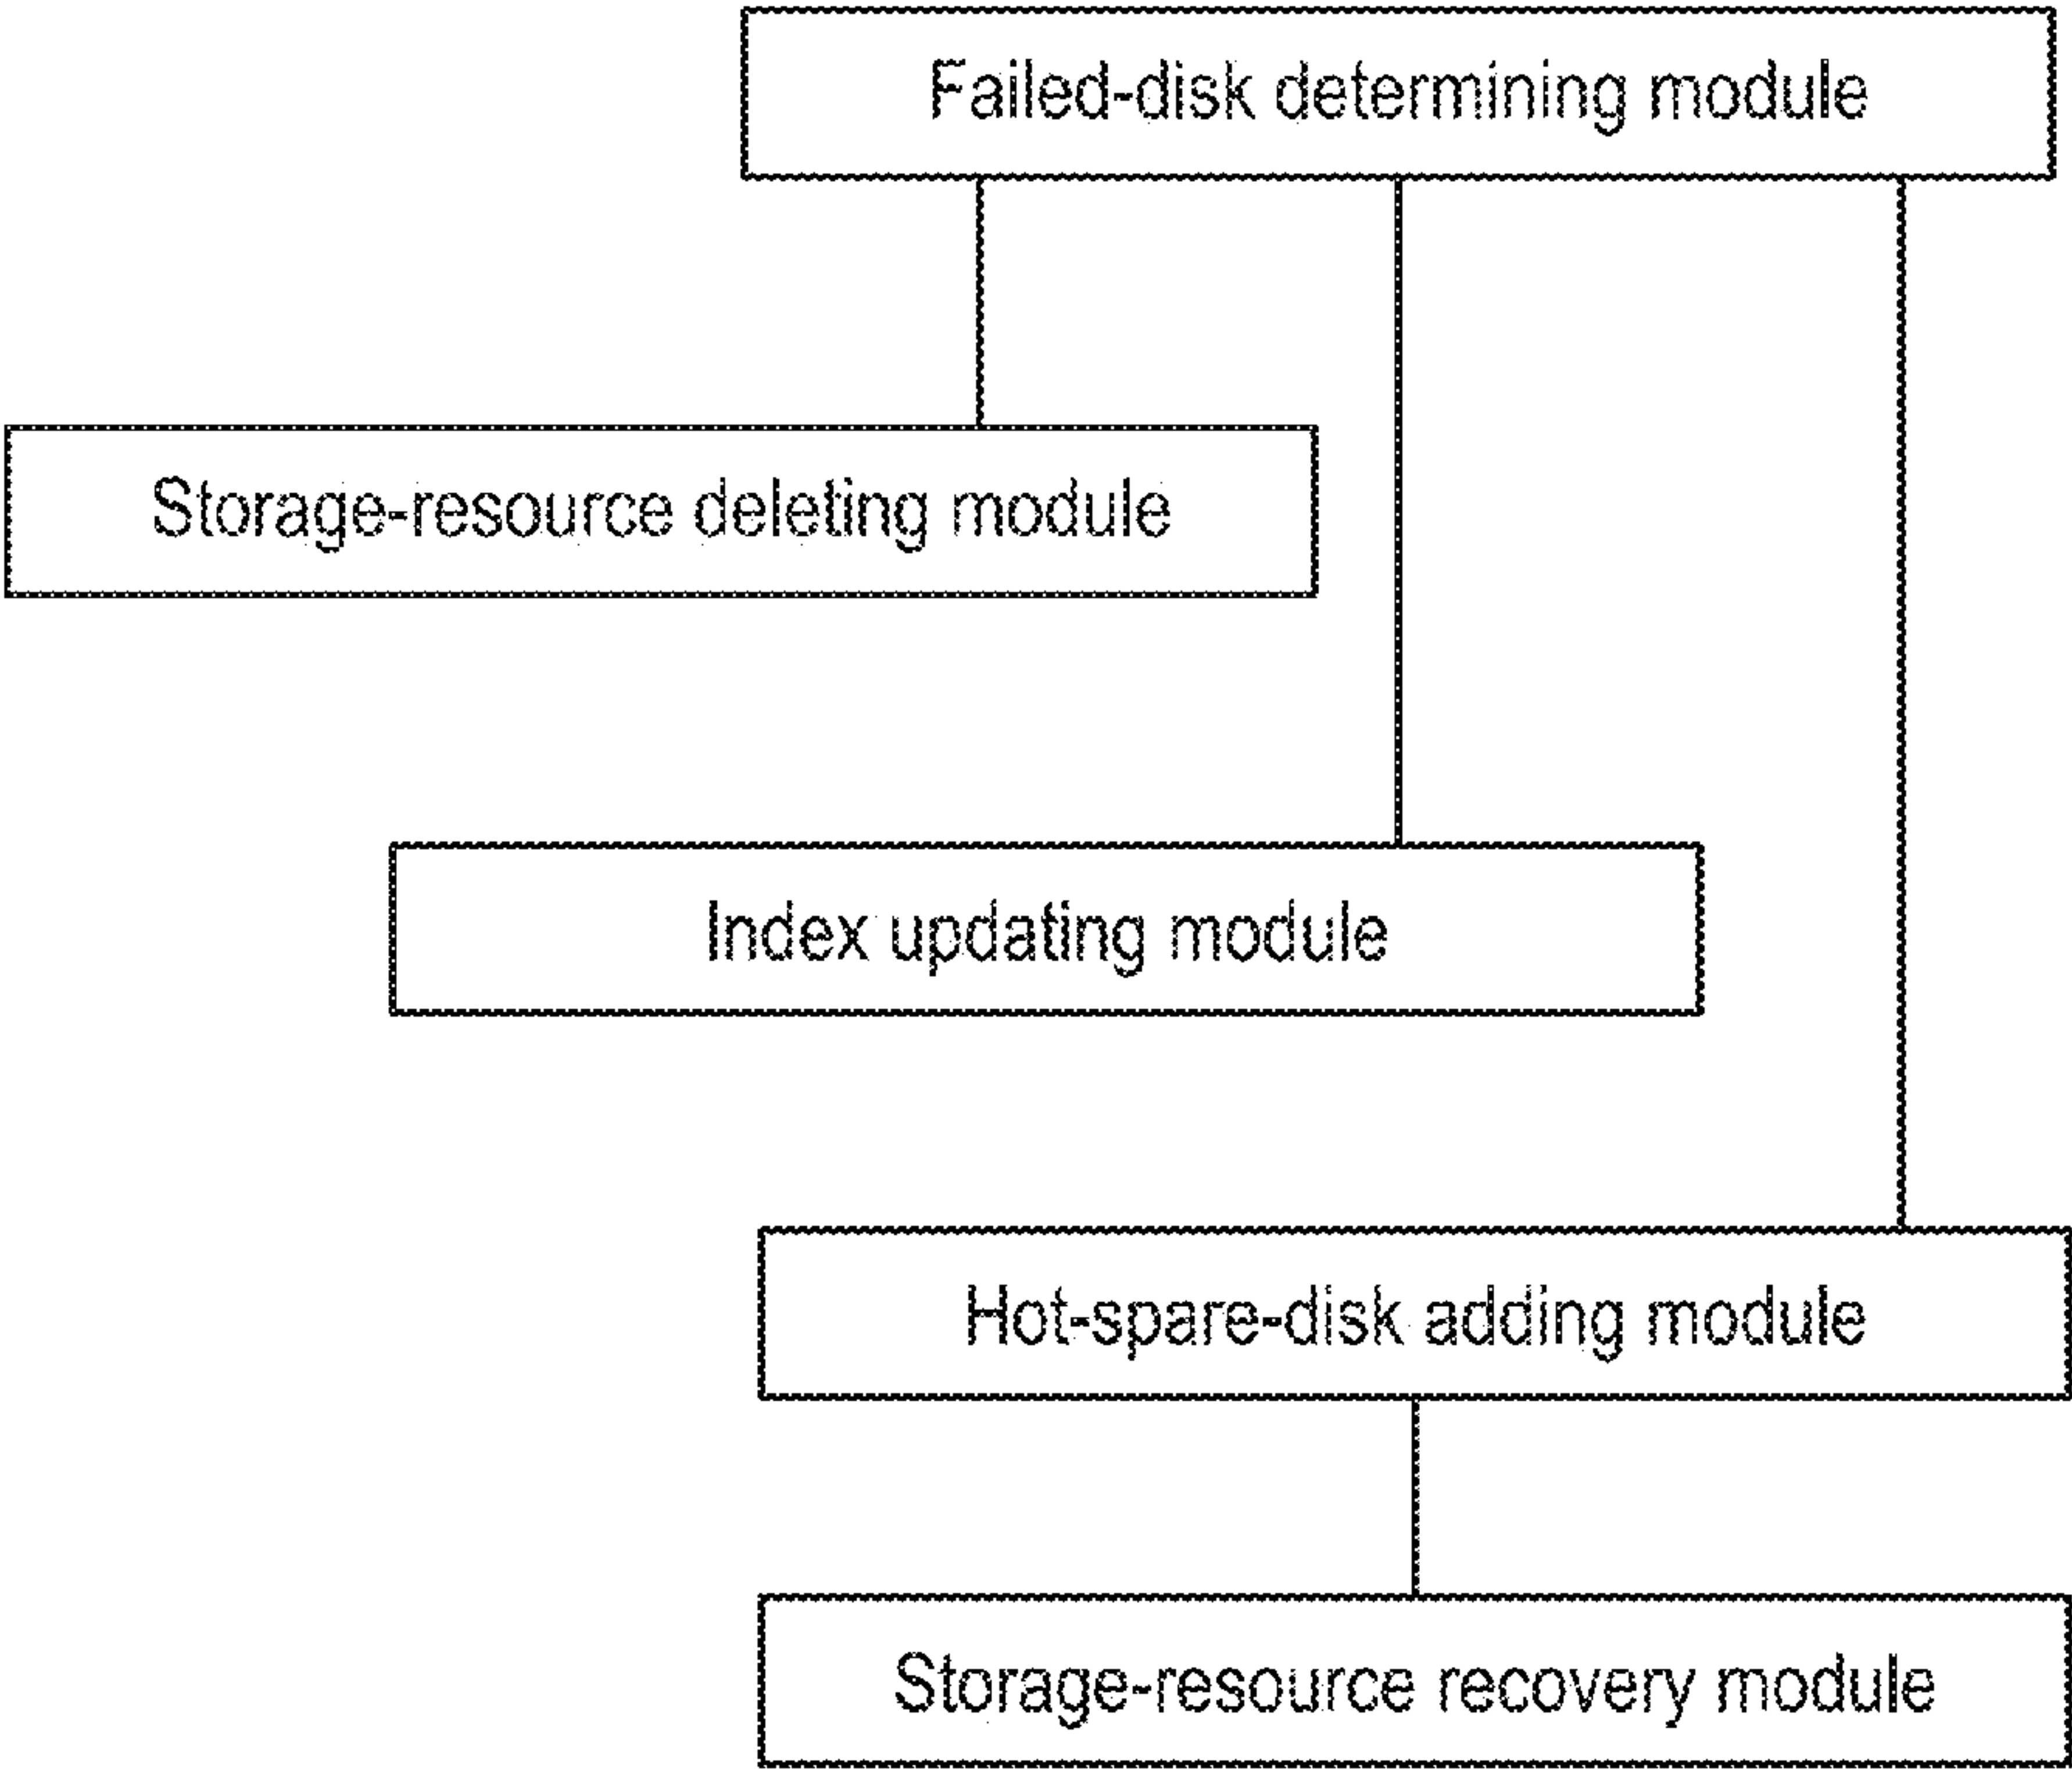 Failed-disk determining module
Storage-resource deleting module
Index updating module
Hot-spare-disk adding module
Storage-resource recovery module